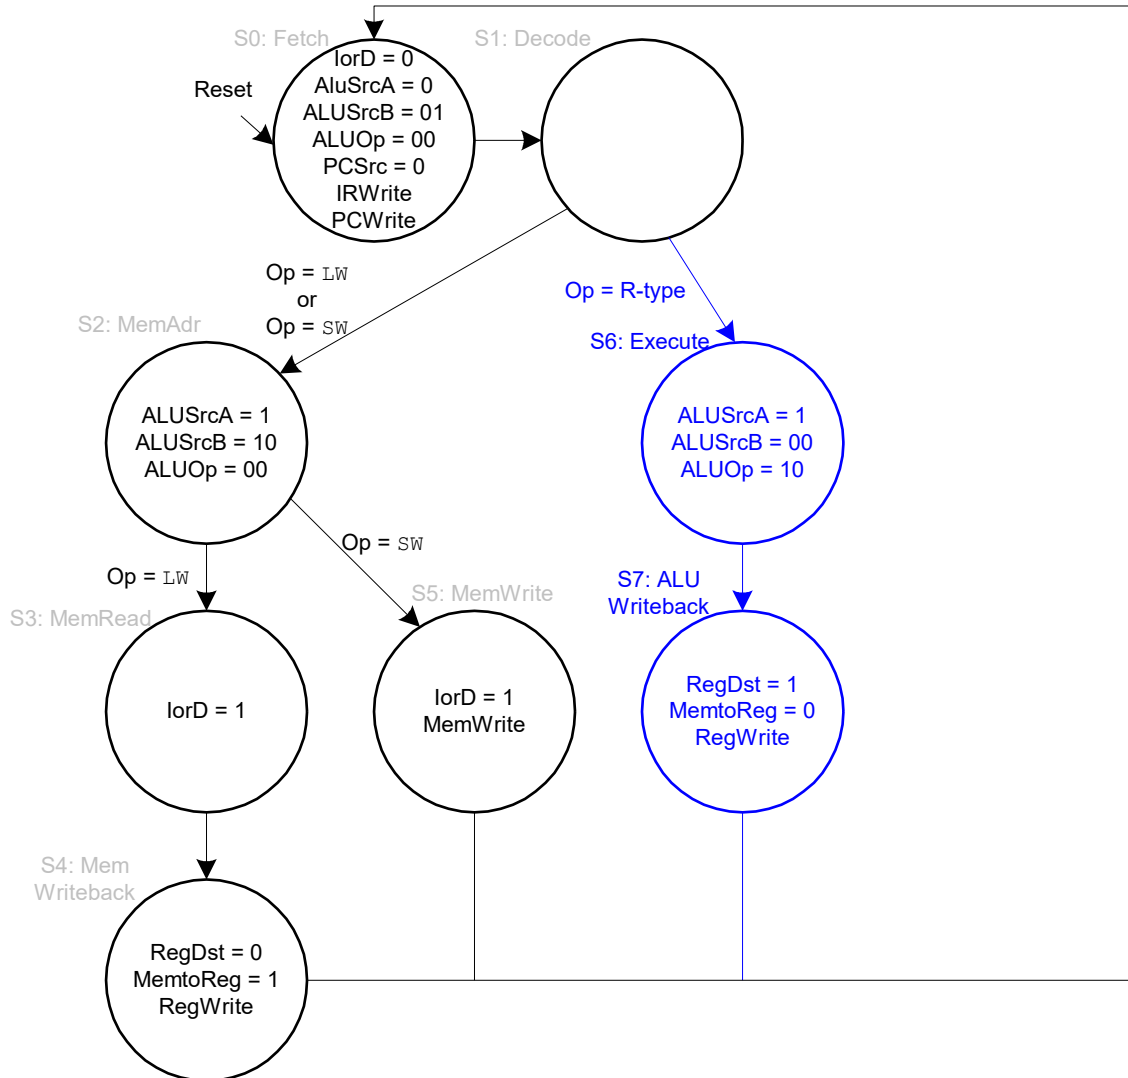 S0: Fetch
S1: Decode
Reset
IorD = 0
AluSrcA = 0
ALUSrcB = 01
ALUOp = 00
PCSrc = 0
IRWrite
PCWrite
Op = LW
or
Op = SW
Op = R-type
S2: MemAdr
S6: Execute
ALUSrcA = 1
ALUSrcB = 10
ALUOp = 00
ALUSrcA = 1
ALUSrcB = 00
ALUOp = 10
Op = LW
Op = SW
S3: MemRead
S5: MemWrite
S7: ALU
Writeback
IorD = 1
IorD = 1
MemWrite
RegDst = 1
MemtoReg = 0
RegWrite
S4: Mem
Writeback
RegDst = 0
MemtoReg = 1
RegWrite